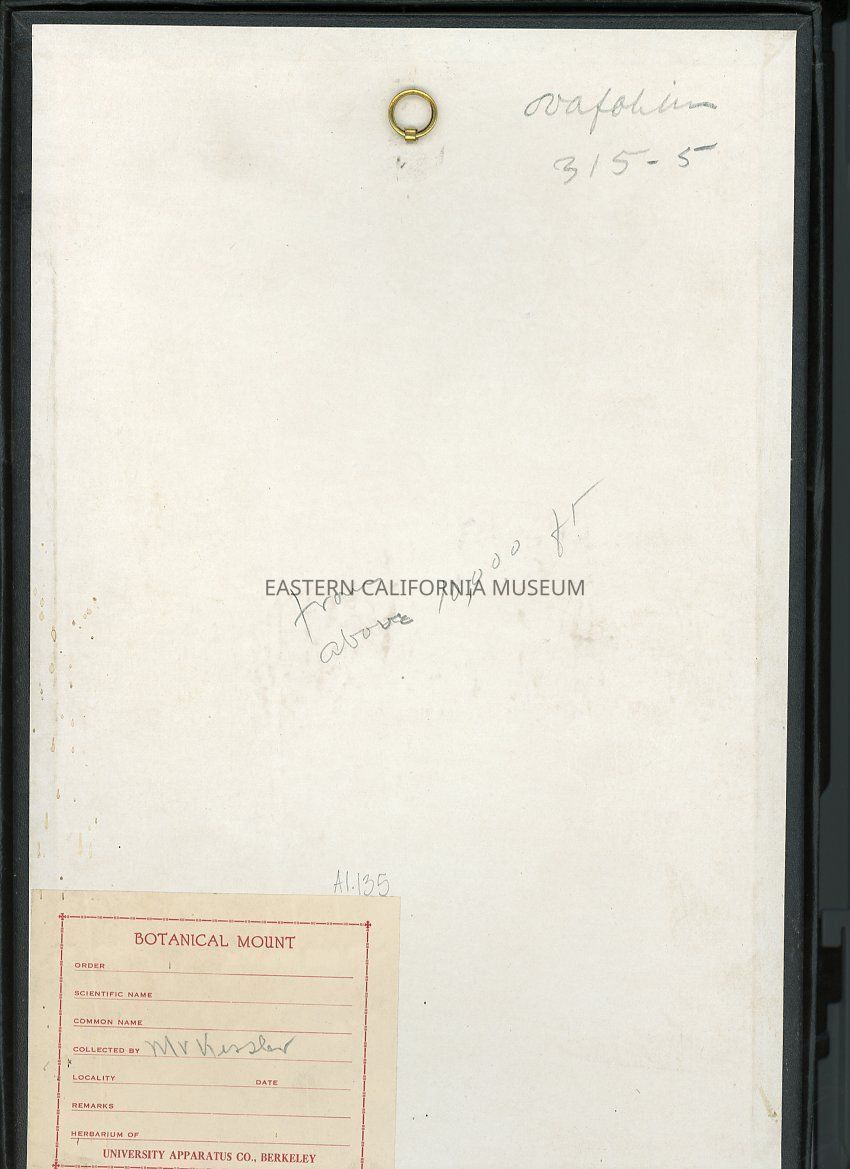 ovafolium
315-5
from
above 10,000 ft
EASTERN CALIFORNIA MUSEUM
A1.135
BOTANICAL MOUNT
ORDER
SCIENTIFIC NAME
COMMON NAME
COLLECTED BY Mr Kessler
LOCALITY DATE
REMARKS
HERBARIUM OF
UNIVERSITY APPARATUS CO., BERKELEY